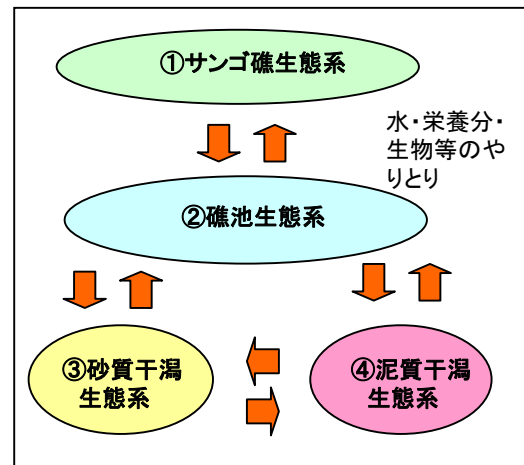 ①サンゴ礁生態系
水・栄養分・
生物等のや
りとり
②礁池生態系
③砂質干潟
生態系
④泥質干潟
生態系